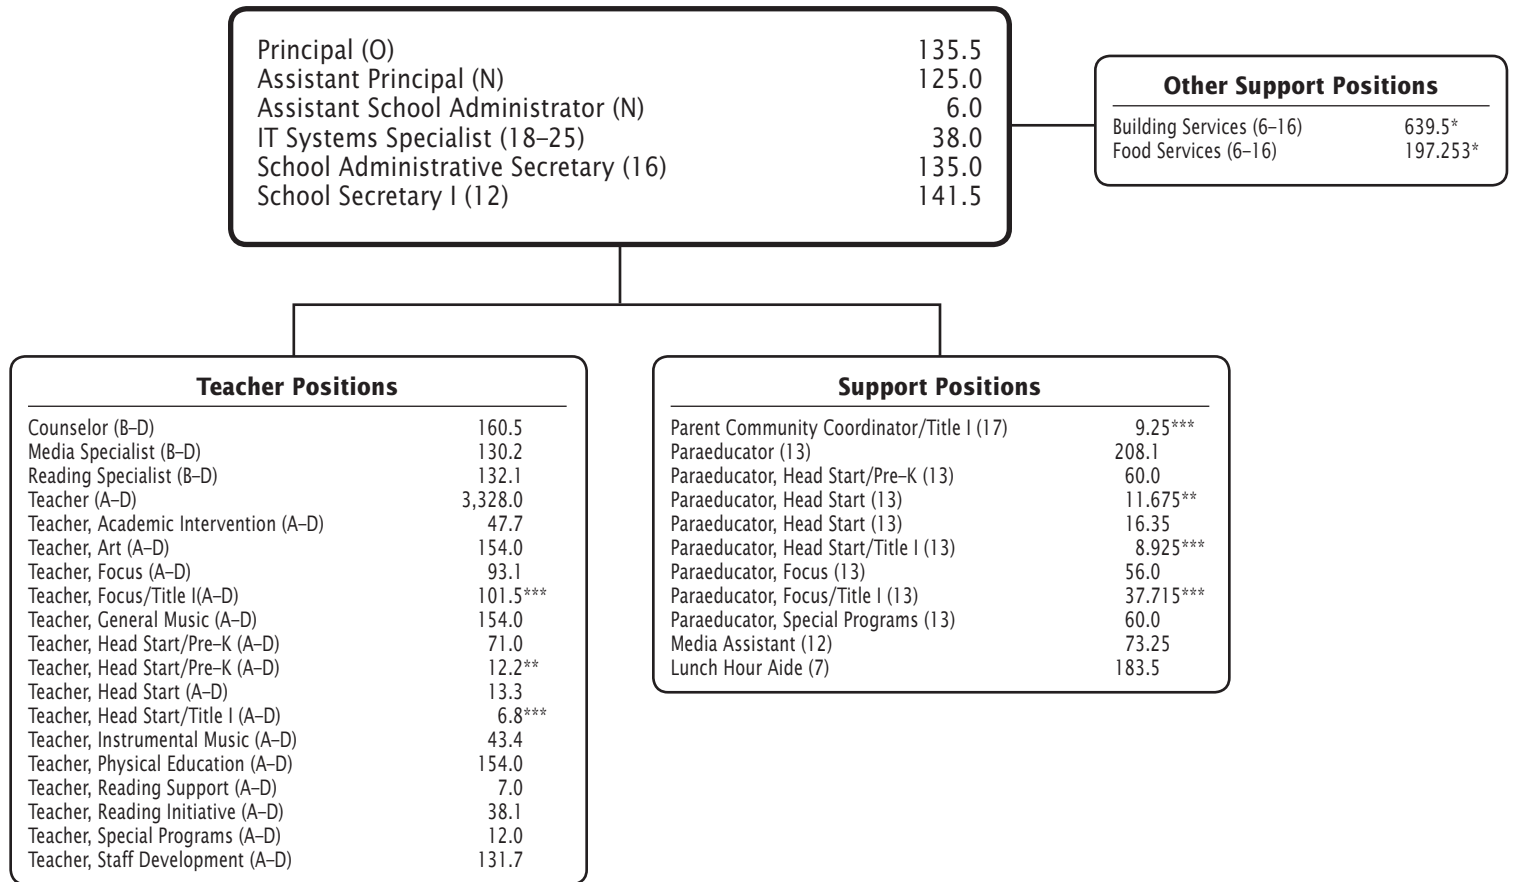 Principal (O) 135.5
Assistant Principal (N) 125.0
Assistant School Administrator (N) 6.0
IT Systems Specialist (18–25) 38.0
School Administrative Secretary (16) 135.0
School Secretary I (12) 141.5
Other Support Positions
Building Services (6–16) 639.5*
Food Services (6–16) 197.253*
Teacher Positions
Counselor (B–D) 160.5
Media Specialist (B–D) 130.2
Reading Specialist (B–D) 132.1
Teacher (A–D) 3,328.0
Teacher, Academic Intervention (A–D) 47.7
Teacher, Art (A–D) 154.0
Teacher, Focus (A–D) 93.1
Teacher, Focus/Title I(A–D) 101.5***
Teacher, General Music (A–D) 154.0
Teacher, Head Start/Pre–K (A–D) 71.0
Teacher, Head Start/Pre–K (A–D) 12.2**
Teacher, Head Start (A–D) 13.3
Teacher, Head Start/Title I (A–D) 6.8***
Teacher, Instrumental Music (A–D) 43.4
Teacher, Physical Education (A–D) 154.0
Teacher, Reading Support (A–D) 7.0
Teacher, Reading Initiative (A–D) 38.1
Teacher, Special Programs (A–D) 12.0
Teacher, Staff Development (A–D) 131.7
Support Positions
Parent Community Coordinator/Title I (17) 9.25***
Paraeducator (13) 208.1
Paraeducator, Head Start/Pre–K (13) 60.0
Paraeducator, Head Start (13) 11.675**
Paraeducator, Head Start (13) 16.35
Paraeducator, Head Start/Title I (13) 8.925***
Paraeducator, Focus (13) 56.0
Paraeducator, Focus/Title I (13) 37.715***
Paraeducator, Special Programs (13) 60.0
Media Assistant (12) 73.25
Lunch Hour Aide (7) 183.5